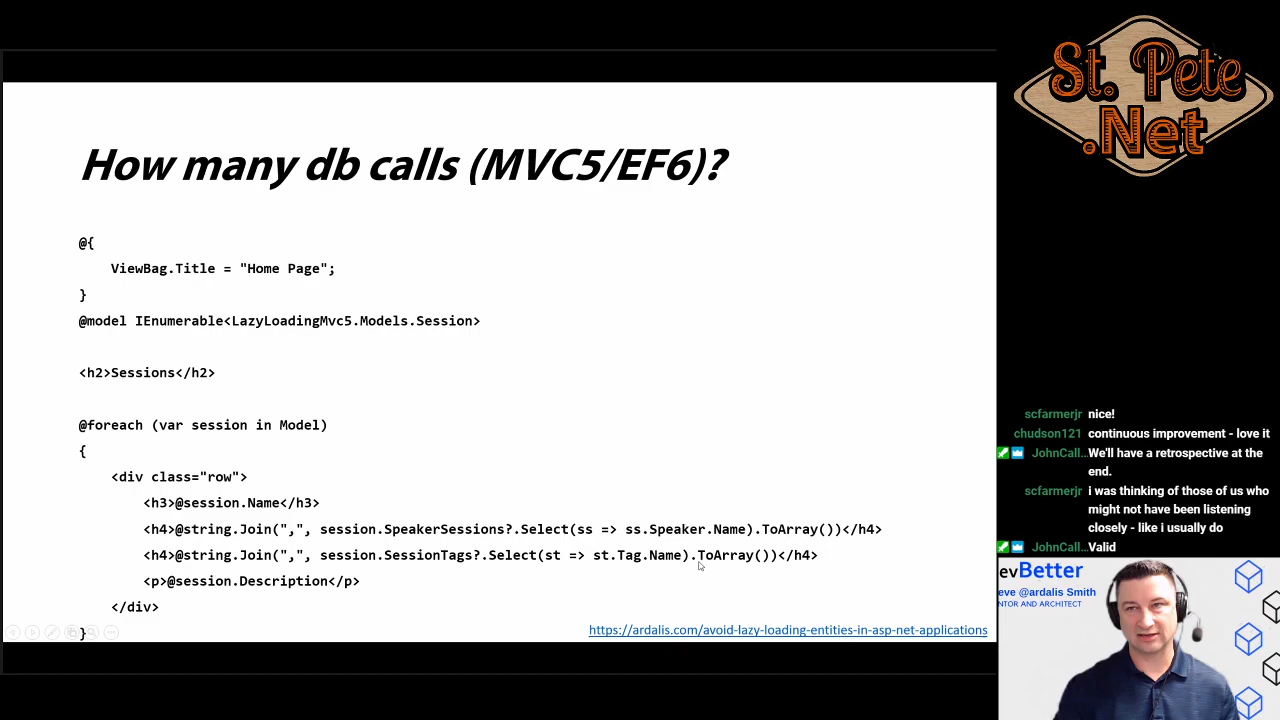 How many db calls (MVC5/EF6)?
@{
ViewBag.Title = "Home Page";
}
@model IEnumerable<LazyLoadingMvc5.Models.Session>
<h2>Sessions</h2>
@foreach (var session in Model)
{
<div class="row">
<h3>@session.Name</h3>
<h4>@string.Join(",", session.SpeakerSessions?.Select(ss => ss.Speaker.Name).ToArray())</h4>
<h4>@string.Join(",", session.SessionTags?.Select(st => st.Tag.Name).ToArray())</h4>
<p>@session.Description</p>
</div>
}
https://ardalis.com/avoid-lazy-loading-entities-in-asp-net-applications
St. Pete
.Net
scfarmerjr nice!
chudson121 continuous improvement - love it
JohnCall... We'll have a retrospective at the
end.
scfarmerjr i was thinking of those of us who
might not have been listening
closely - like i usually do
JohnCall... Valid
evBetter
eve @ardalis Smith
NTOR AND ARCHITECT